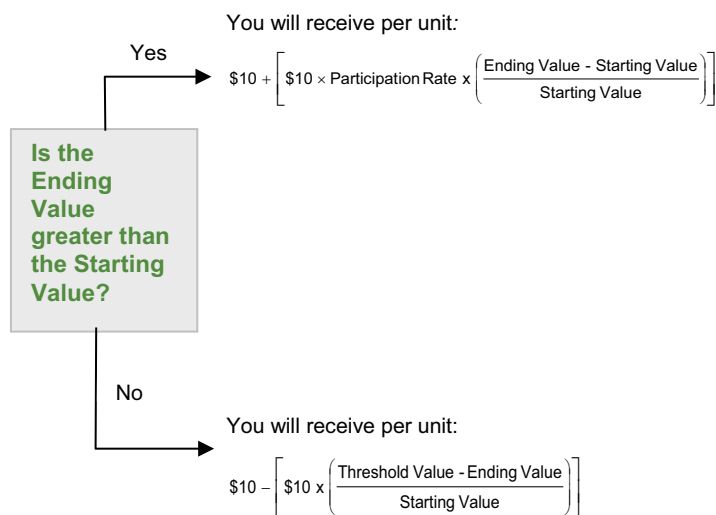 You will receive per unit:
Yes
$10 + [ $10 × Participation Rate x ( Ending Value - Starting Value / Starting Value ) ]
Is the
Ending
Value
greater than
the Starting
Value?
No
You will receive per unit:
$10 – [ $10 x ( Threshold Value - Ending Value / Starting Value ) ]